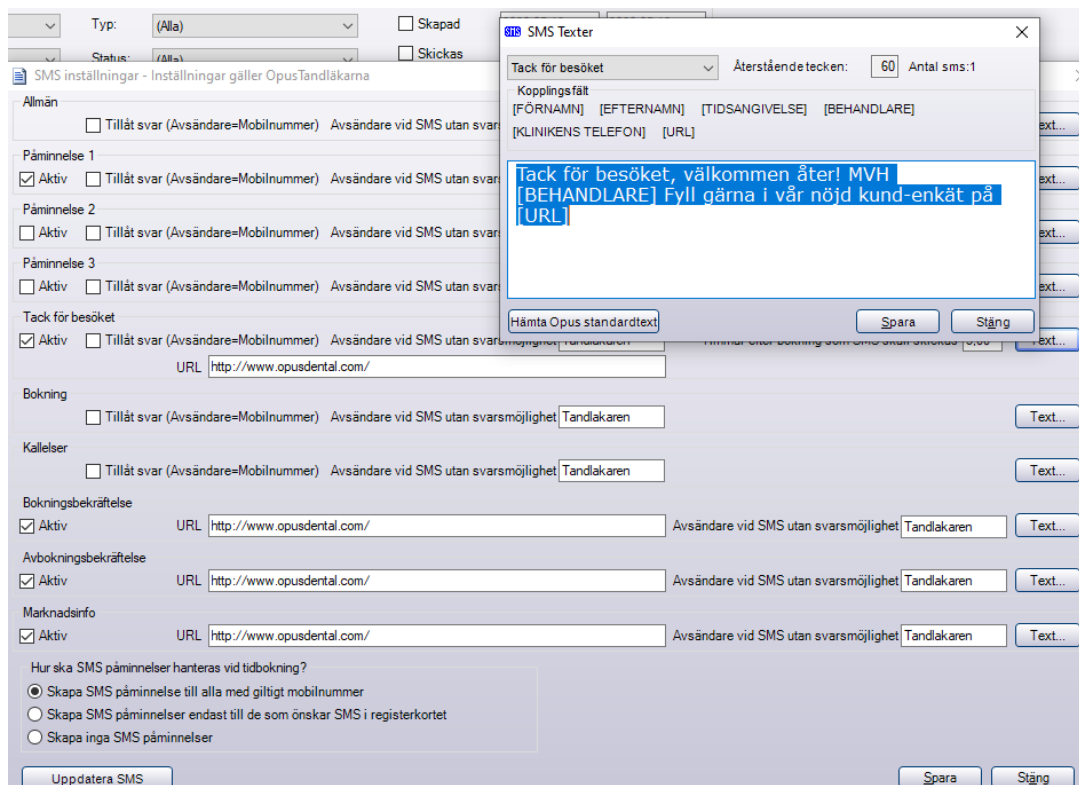 Typ:
(Alla)
Skapad
Status:
(Alla)
Skickas
SMS inställningar - Inställningar gäller OpusTandläkarna
SMS Texter
Tack för besöket
Återstående tecken:
60
Antal sms:1
Kopplingsfält
[FÖRNAMN] [EFTERNAMN] [TIDSANGIVELSE] [BEHANDLARE]
[KLINIKENS TELEFON] [URL]
Tack för besöket, välkommen åter! MVH
[BEHANDLARE] Fyll gärna i vår nöjd kund-enkät på
[URL]
Hämta Opus standardtext
Spara
Stäng
Allmän
Tillåt svar (Avsändare=Mobilnummer) Avsändare vid SMS utan svars
ext...
Påminnelse 1
Aktiv Tillåt svar (Avsändare=Mobilnummer) Avsändare vid SMS utan svars
ext...
Påminnelse 2
Aktiv Tillåt svar (Avsändare=Mobilnummer) Avsändare vid SMS utan svars
ext...
Påminnelse 3
Aktiv Tillåt svar (Avsändare=Mobilnummer) Avsändare vid SMS utan svars
ext...
Tack för besöket
Aktiv Tillåt svar (Avsändare=Mobilnummer) Avsändare vid SMS utan svarsmöjlighet Tandlakaren Timmar efter bokning som SMS skall skickas Text...
URL http://www.opusdental.com/
Bokning
Tillåt svar (Avsändare=Mobilnummer) Avsändare vid SMS utan svarsmöjlighet Tandlakaren Text...
Kallelser
Tillåt svar (Avsändare=Mobilnummer) Avsändare vid SMS utan svarsmöjlighet Tandlakaren Text...
Bokningsbekräftelse
Aktiv URL http://www.opusdental.com/ Avsändare vid SMS utan svarsmöjlighet Tandlakaren Text...
Avbokningsbekräftelse
Aktiv URL http://www.opusdental.com/ Avsändare vid SMS utan svarsmöjlighet Tandlakaren Text...
Marknadsinfo
Aktiv URL http://www.opusdental.com/ Avsändare vid SMS utan svarsmöjlighet Tandlakaren Text...
Hur ska SMS påminnelser hanteras vid tidbokning?
Skapa SMS påminnelse till alla med giltigt mobilnummer
Skapa SMS påminnelser endast till de som önskar SMS i registerkortet
Skapa inga SMS påminnelser
Uppdatera SMS
Spara
Stäng